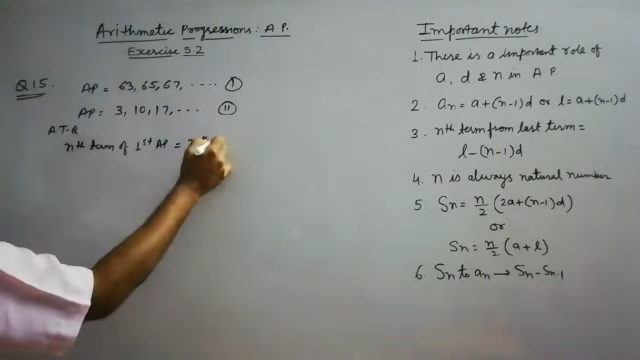 Arithmetic Progressions: A P.
Exercise 5.2
Q15. AP = 63, 65, 67, ---- Ⓘ
AP = 3, 10, 17, ---- Ⓘⓘ
A T-Q
nth term of 1st AP =
Important notes
1. There is a important role of
a, d & n in A P
2. an = a+(n-1)d or l = a+(n-1)d
3. nth term from last term =
l-(n-1)d
4. n is always natural number
5. Sn = n/2 (2a+(n-1)d)
or
Sn = n/2 (a+l)
6. Sn to an → Sn-Sn-1